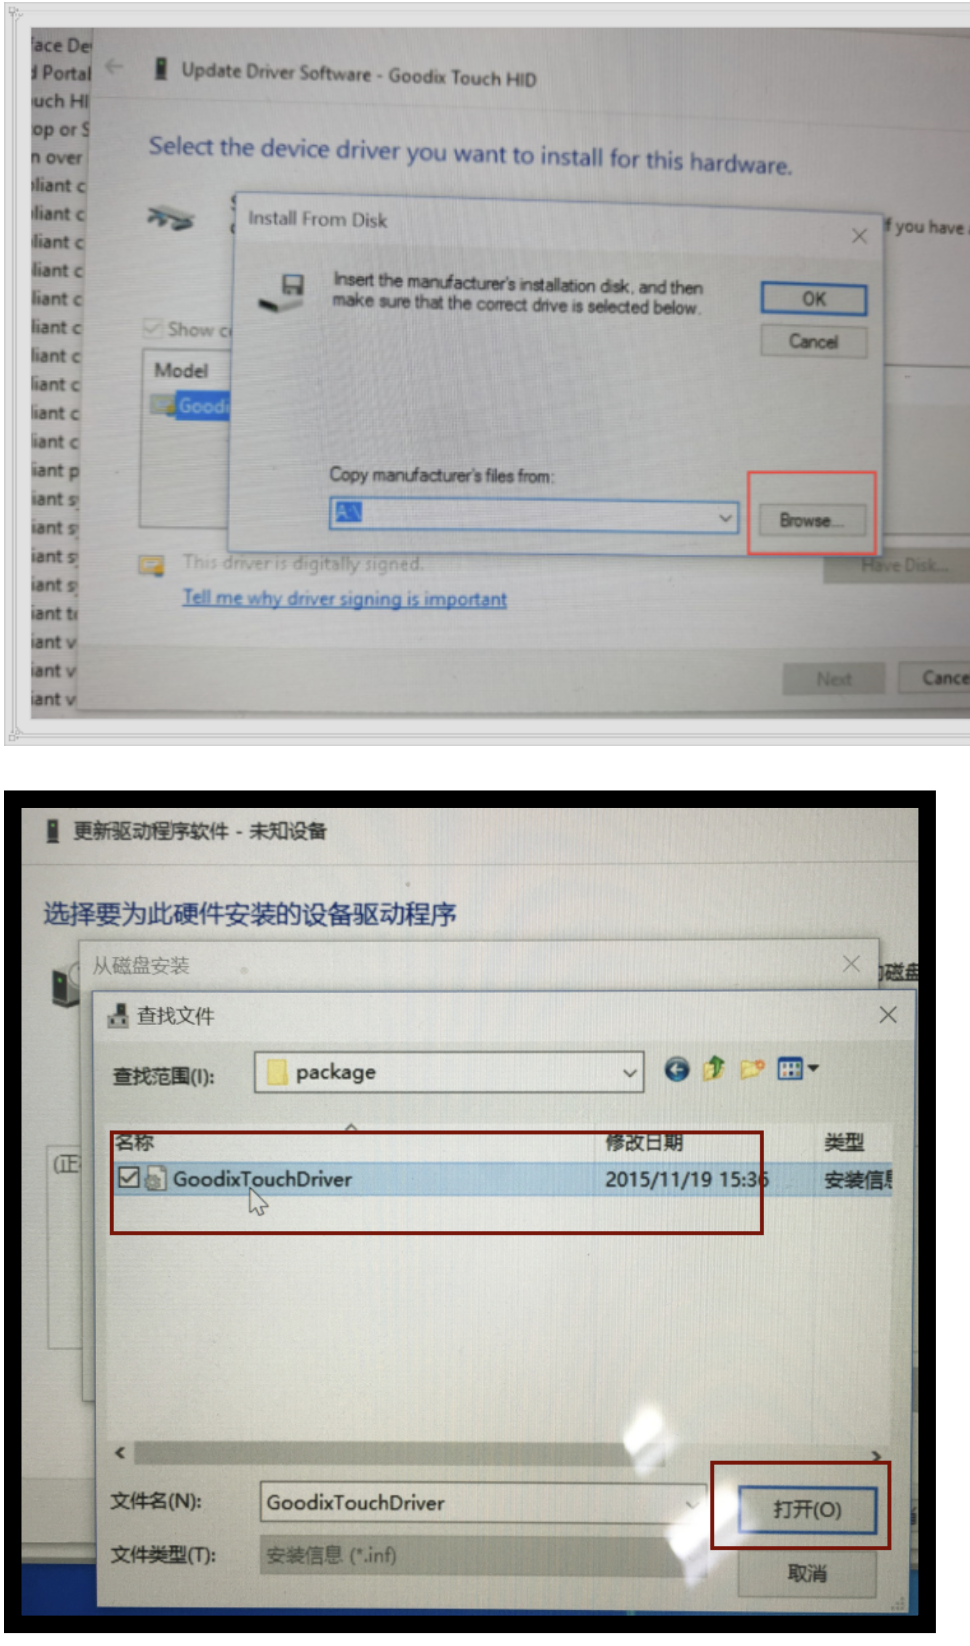 face De
d Portal
Update Driver Software - Goodix Touch HID
uch HI
op or S
n over
Select the device driver you want to install for this hardware.
liant c
liant c
Install From Disk
f you have
liant c
liant c
Insert the manufacturer's installation disk, and then
make sure that the correct drive is selected below.
OK
liant c
liant c
Show c
Cancel
liant c
Model
liant c
Goodi
liant c
iant c
iant p
Copy manufacturer's files from:
iant s
A:\
Browse...
iant s
iant s
This driver is digitally signed.
Have Disk...
iant s
Tell me why driver signing is important
iant t
iant v
iant v
Next
Cance
iant v
更新驱动程序软件 - 未知设备
选择要为此硬件安装的设备驱动程序
从磁盘安装
磁盘
查找文件
查找范围(I):
package
名称
修改日期
类型
(正
GoodixTouchDriver
2015/11/19 15:36
安装信息
文件名(N):
GoodixTouchDriver
打开(O)
文件类型(T):
安装信息 (*.inf)
取消